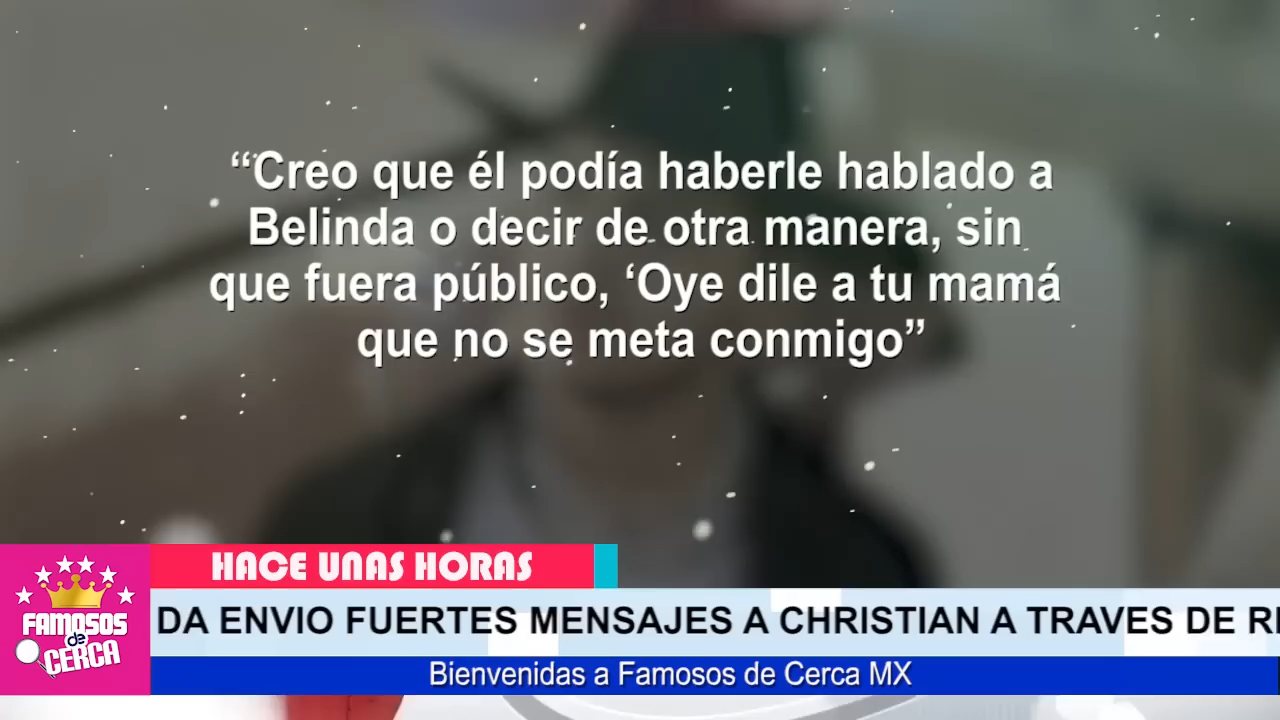 “Creo que él podía haberle hablado a
Belinda o decir de otra manera, sin
que fuera público, ‘Oye dile a tu mamá
que no se meta conmigo”
HACE UNAS HORAS
DA ENVIO FUERTES MENSAJES A CHRISTIAN A TRAVES DE
FAMOSOS
de
CERCA
Bienvenidas a Famosos de Cerca MX